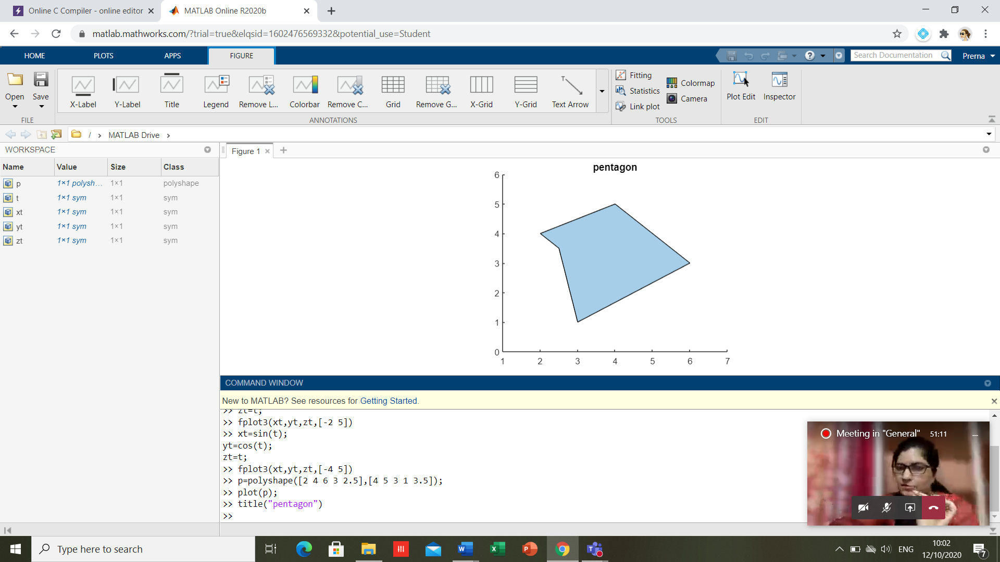 Online C Compiler - online editor
MATLAB Online R2020b
matlab.mathworks.com/?trial=true&elqsid=1602476569332&potential_use=Student
HOME PLOTS APPS FIGURE
Search Documentation
Prerna
Open Save
X-Label Y-Label Title Legend Remove L... Colorbar Remove C... Grid Remove G... X-Grid Y-Grid Text Arrow
Fitting
Statistics
Link plot
Colormap
Camera
Plot Edit Inspector
FILE ANNOTATIONS TOOLS EDIT
/ › MATLAB Drive ›
WORKSPACE
Name Value Size Class
p 1×1 polysh... 1×1 polyshape
t 1×1 sym 1×1 sym
xt 1×1 sym 1×1 sym
yt 1×1 sym 1×1 sym
zt 1×1 sym 1×1 sym
Figure 1
pentagon
6
5
4
3
2
1
0
1 2 3 4 5 6 7
COMMAND WINDOW
New to MATLAB? See resources for Getting Started.
>> zt=t;
>> fplot3(xt,yt,zt,[-2 5])
>> xt=sin(t);
yt=cos(t);
zt=t;
>> fplot3(xt,yt,zt,[-4 5])
>> p=polyshape([2 4 6 3 2.5],[4 5 3 1 3.5]);
>> plot(p);
>> title("pentagon")
>>
Meeting in "General" 51:11
Type here to search
ENG
10:02
12/10/2020
7